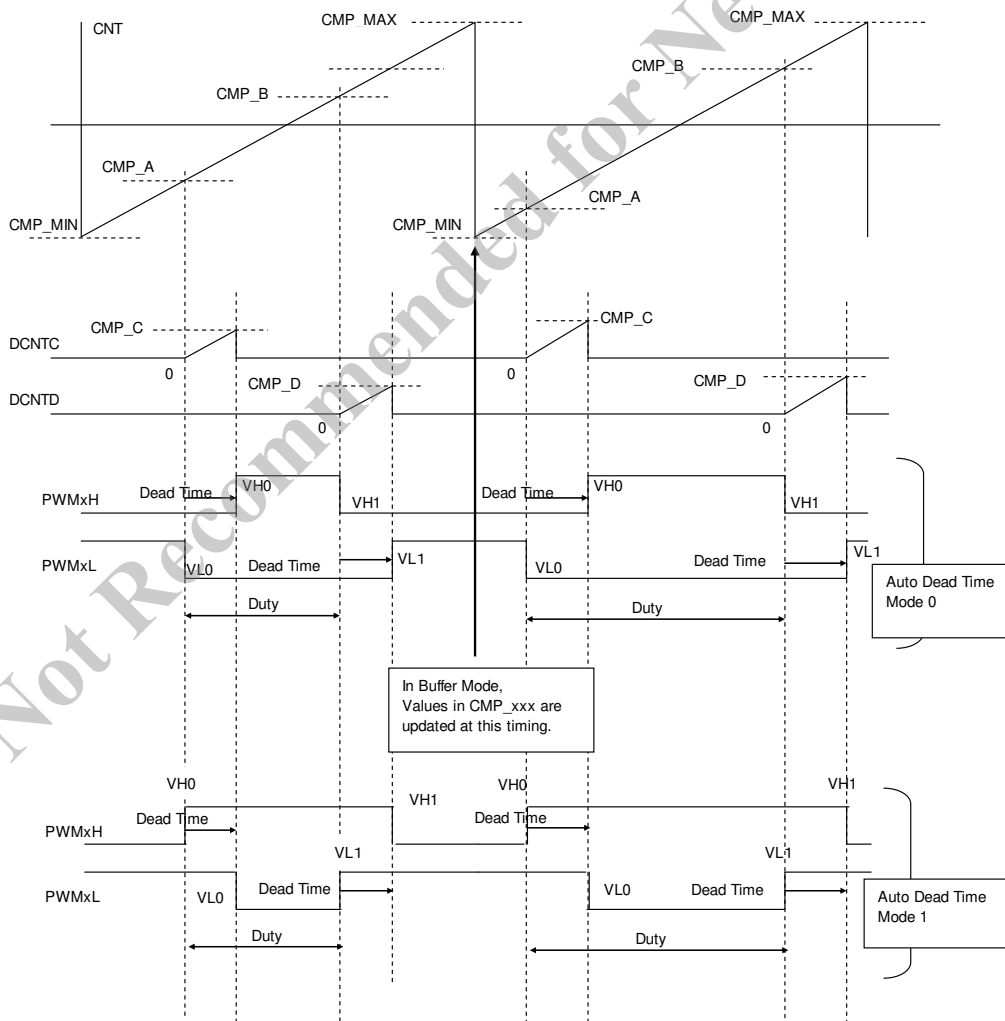 CNT
CMP_MAX
CMP_MAX
CMP_B
CMP_B
CMP_A
CMP_A
CMP_MIN
CMP_MIN
CMP_C
CMP_C
DCNTC
0
0
CMP_D
CMP_D
DCNTD
0
0
PWMxH
Dead Time
VH0
VH1
Dead Time
VH0
VH1
PWMxL
VL0
Dead Time
VL1
VL0
Dead Time
VL1
Duty
Duty
Auto Dead Time
Mode 0
In Buffer Mode,
Values in CMP_xxx are
updated at this timing.
VH0
VH1
VH0
VH1
PWMxH
Dead Time
Dead Time
VL1
VL1
PWMxL
VL0
Dead Time
VL0
Dead Time
Duty
Duty
Auto Dead Time
Mode 1
Not Recommended for Ne